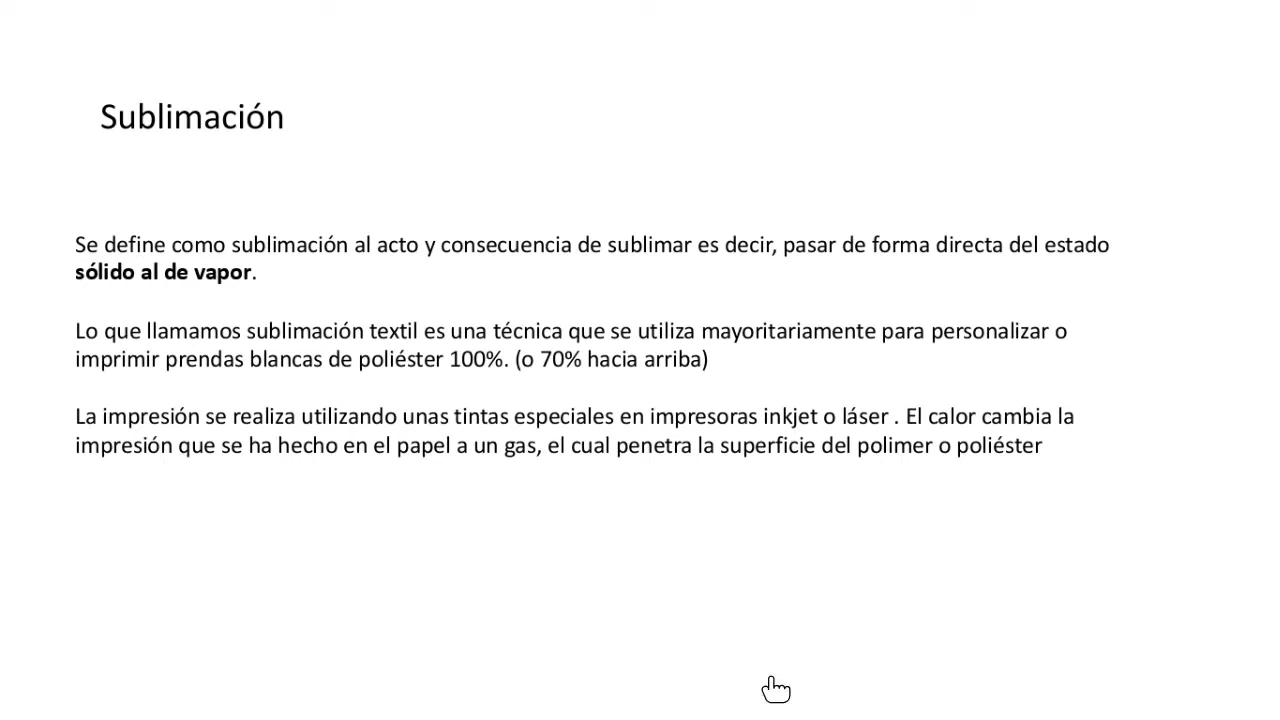 Sublimación
Se define como sublimación al acto y consecuencia de sublimar es decir, pasar de forma directa del estado
sólido al de vapor.
Lo que llamamos sublimación textil es una técnica que se utiliza mayoritariamente para personalizar o
imprimir prendas blancas de poliéster 100%. (o 70% hacia arriba)
La impresión se realiza utilizando unas tintas especiales en impresoras inkjet o láser . El calor cambia la
impresión que se ha hecho en el papel a un gas, el cual penetra la superficie del polimer o poliéster